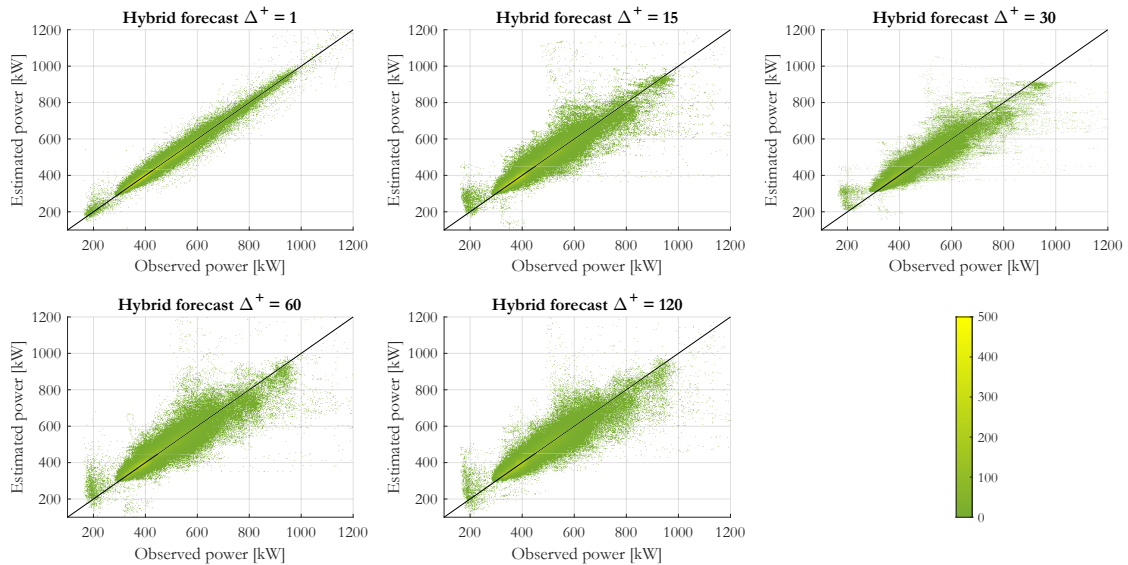 Hybrid forecast Δ⁺ = 1
Estimated power [kW]
1200
1000
800
600
400
200
200 400 600 800 1000 1200
Observed power [kW]
Hybrid forecast Δ⁺ = 15
Estimated power [kW]
1200
1000
800
600
400
200
200 400 600 800 1000 1200
Observed power [kW]
Hybrid forecast Δ⁺ = 30
Estimated power [kW]
1200
1000
800
600
400
200
200 400 600 800 1000 1200
Observed power [kW]
Hybrid forecast Δ⁺ = 60
Estimated power [kW]
1200
1000
800
600
400
200
200 400 600 800 1000 1200
Observed power [kW]
Hybrid forecast Δ⁺ = 120
Estimated power [kW]
1200
1000
800
600
400
200
200 400 600 800 1000 1200
Observed power [kW]
500
400
300
200
100
0